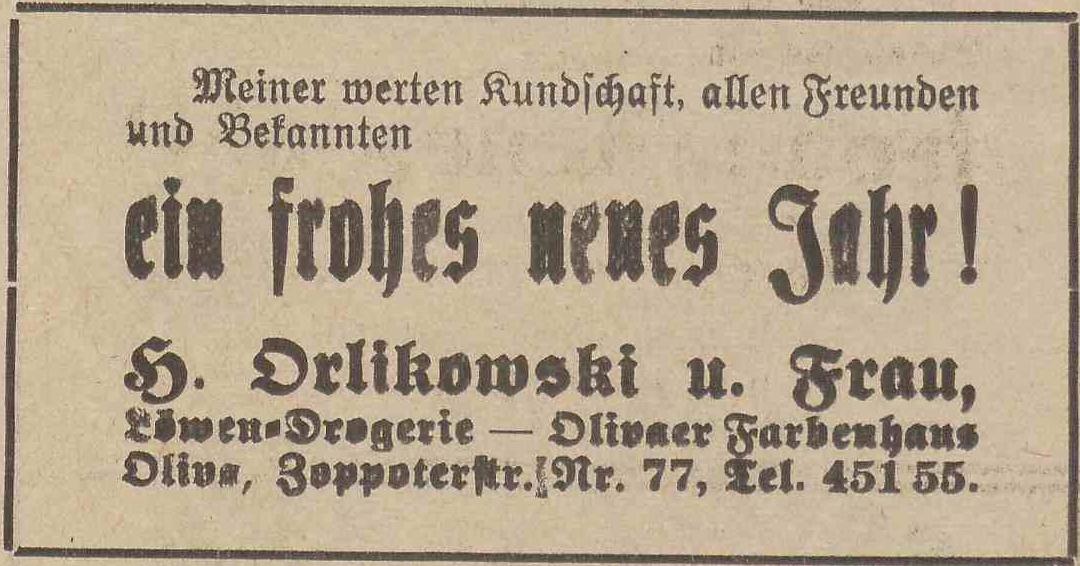 Meiner werten Kundschaft, allen Freunden
und Bekannten
ein frohes neues Jahr!
H. Orlikowski u. Frau,
Löwen-Drogerie — Olivaer Farbenhaus
Oliva, Zoppoterstr. Nr. 77, Tel. 451 55.